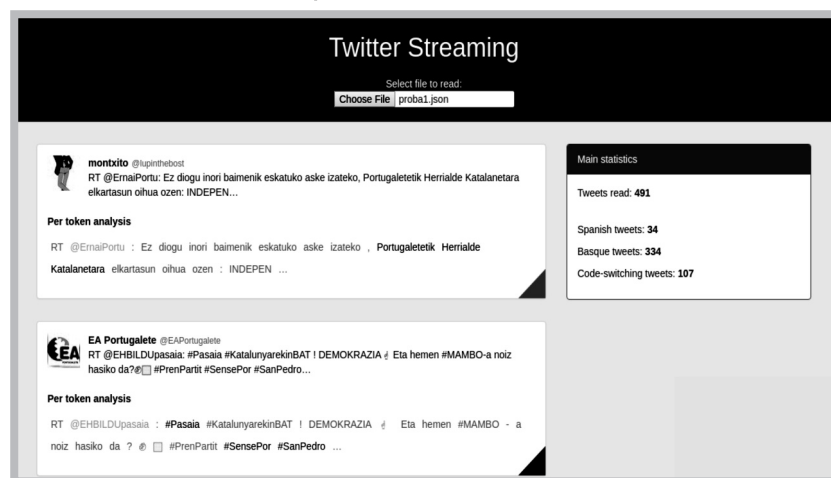 Twitter Streaming
Select file to read:
Choose File proba1.json
montxito @lupinthebost
RT @ErnaiPortu: Ez diogu inori baimenik eskatuko aske izateko, Portugaletetik Herrialde Katalanetara
elkartasun oihua ozen: INDEPEN…
Per token analysis
RT @ErnaiPortu : Ez diogu inori baimenik eskatuko aske izateko , Portugaletetik Herrialde
Katalanetara elkartasun oihua ozen : INDEPEN …
EA
EA Portugalete @EAPortugalete
RT @EHBILDUpasaia: #Pasaia #KatalunyarekinBAT ! DEMOKRAZIA ✌ Eta hemen #MAMBO-a noiz
hasiko da?✊⬜ #PrenPartit #SensePor #SanPedro…
Per token analysis
RT @EHBILDUpasaia : #Pasaia #KatalunyarekinBAT ! DEMOKRAZIA ✌ Eta hemen #MAMBO - a
noiz hasiko da ? ✊ ⬜ #PrenPartit #SensePor #SanPedro …
Main statistics
Tweets read: 491
Spanish tweets: 34
Basque tweets: 334
Code-switching tweets: 107